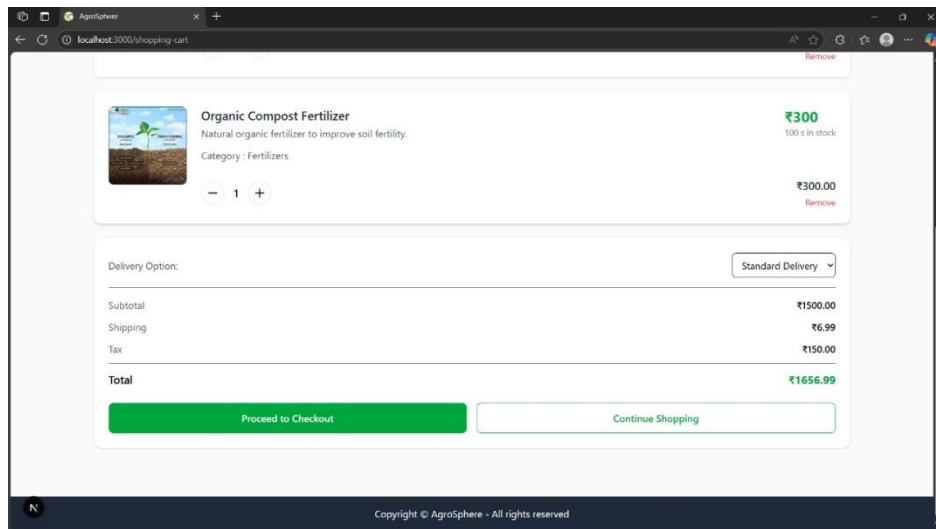 AgroSphere
localhost:3000/shopping-cart
Remove
Organic Compost Fertilizer
₹300
Natural organic fertilizer to improve soil fertility.
100 s in stock
Category : Fertilizers
1
₹300.00
Remove
Delivery Option:
Standard Delivery
Subtotal
₹1500.00
Shipping
₹6.99
Tax
₹150.00
Total
₹1656.99
Proceed to Checkout
Continue Shopping
N
Copyright © AgroSphere - All rights reserved